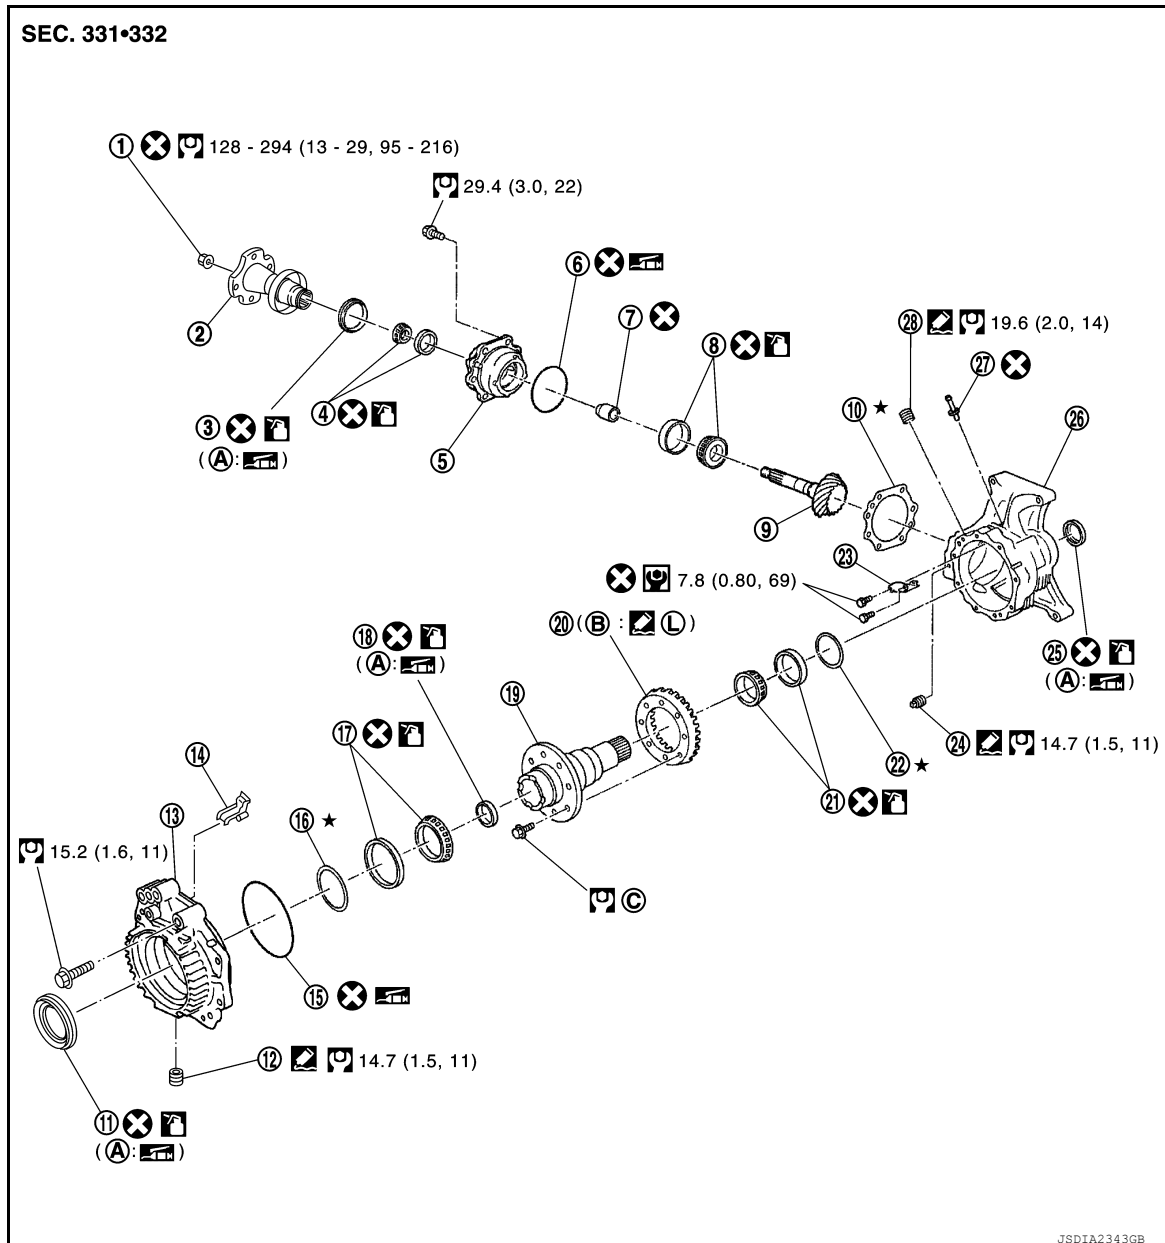 SEC. 331•332
1 128 - 294 (13 - 29, 95 - 216)
29.4 (3.0, 22)
2
3
(A: )
4
5
6
7
8
9
10 ★
28 19.6 (2.0, 14)
27
26
23
7.8 (0.80, 69)
25
(A: )
24 14.7 (1.5, 11)
22 ★
21
20 (B : L)
19
18
(A: )
17
16 ★
C
14
13
15.2 (1.6, 11)
15
12 14.7 (1.5, 11)
11
(A: )
JSDIA2343GB